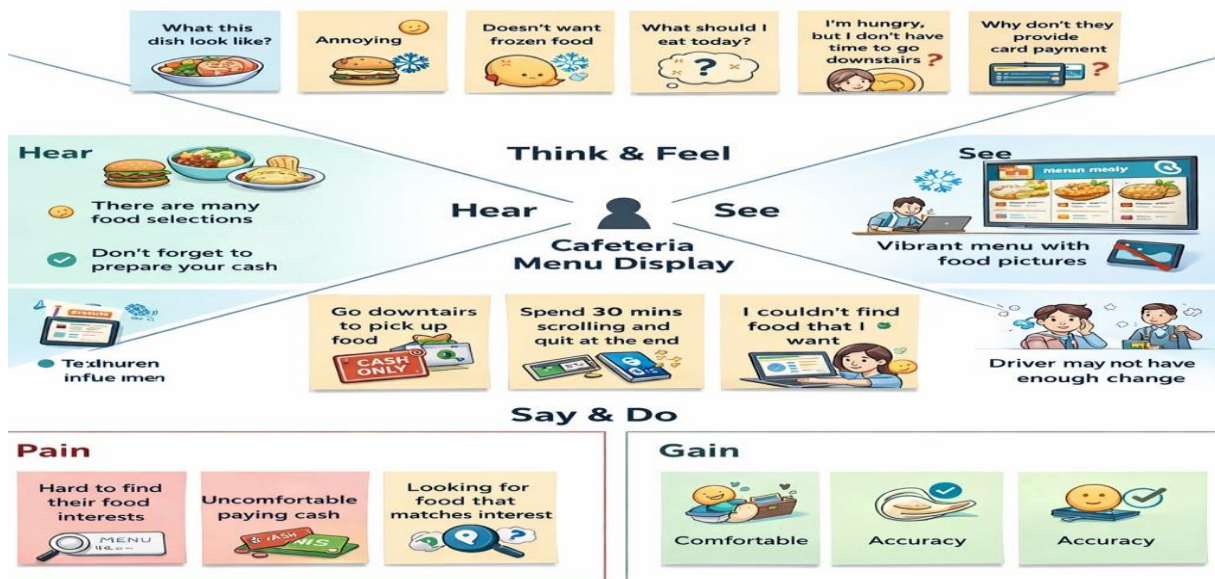 What this
dish look like?
Annoying
Doesn't want
frozen food
What should I
eat today?
?
I'm hungry,
but I don't have
time to go
downstairs ?
Why don't they
provide
card payment
?
Think & Feel
Hear
There are many
food selections
Don't forget to
prepare your cash
Hear
See
Cafeteria
Menu Display
See
Vibrant menu with
food pictures
Go downtairs
to pick up
food
CASH
ONLY
Spend 30 mins
scrolling and
quit at the end
I couldn't find
food that I
want
Driver may not have
enough change
Say & Do
Pain
Hard to find
their food
interests
MENU
Uncomfortable
paying cash
Looking for
food that
matches interest
?
Gain
Comfortable
Accuracy
Accuracy